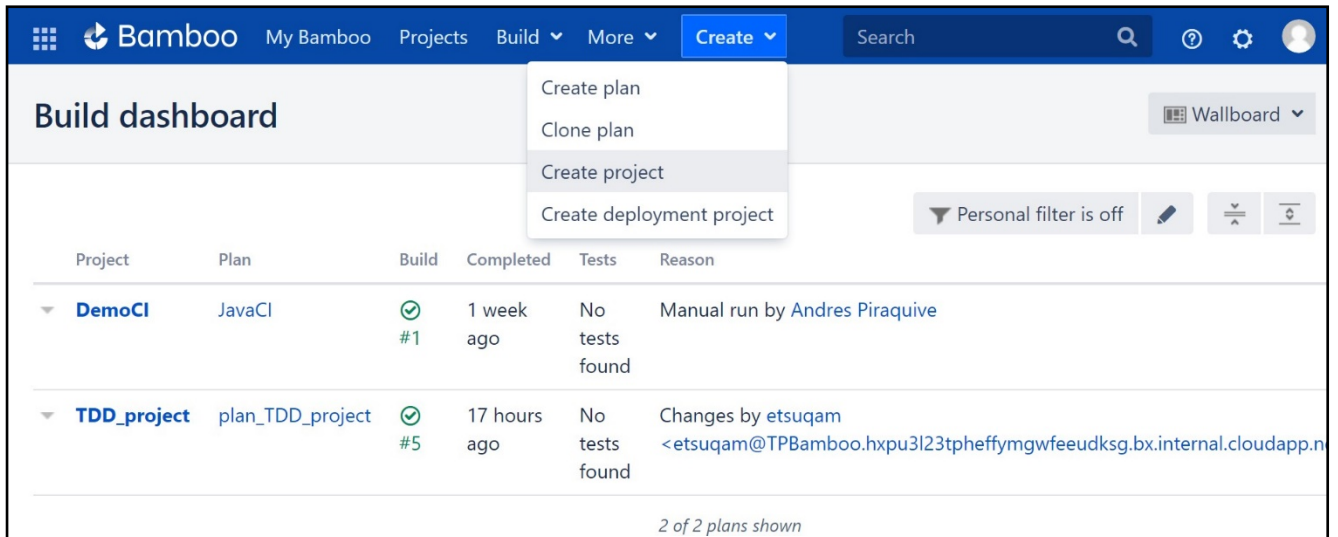 Bamboo My Bamboo Projects Build More Create Search
Create plan
Build dashboard
Wallboard
Clone plan
Create project
Create deployment project
Personal filter is off
Project Plan Build Completed Tests Reason
DemoCI JavaCI #1 1 week ago No tests found Manual run by Andres Piraquive
TDD_project plan_TDD_project #5 17 hours ago No tests found Changes by etsuqam
<etsuqam@TPBamboo.hxpu3l23tpheffymgwfeeudksg.bx.internal.cloudapp.n
2 of 2 plans shown